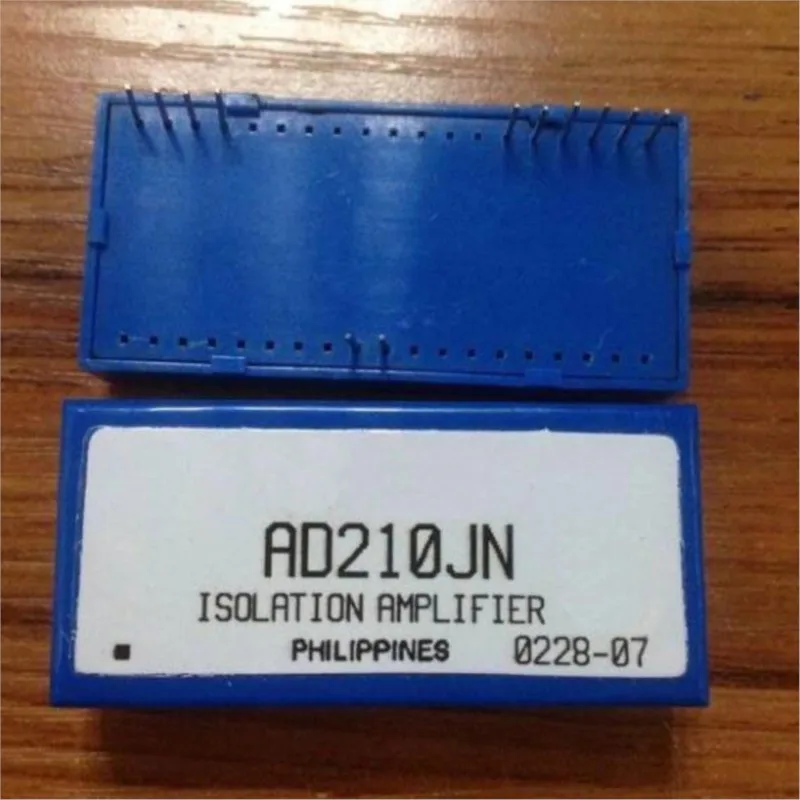 AD210JN
ISOLATION AMPLIFIER
PHILIPPINES 0228-07